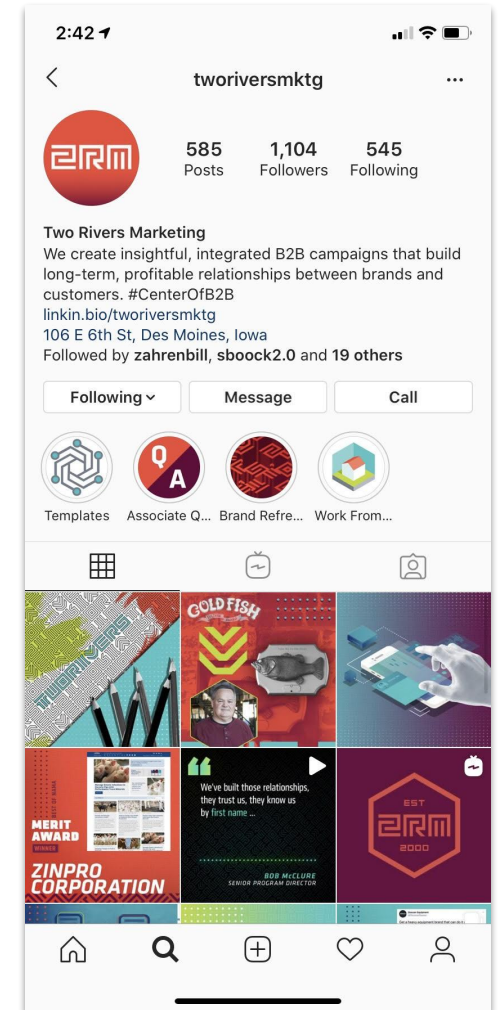 2:42
tworiversmktg
2RM
585
1,104
545
Posts
Followers
Following
Two Rivers Marketing
We create insightful, integrated B2B campaigns that build
long-term, profitable relationships between brands and
customers. #CenterOfB2B
linkin.bio/tworiversmktg
106 E 6th St, Des Moines, Iowa
Followed by zahrenbill, sboock2.0 and 19 others
Following
Message
Call
Q
A
Templates
Associate Q...
Brand Refre...
Work From...
TWORIVERS
GOLD FISH
MERIT
AWARD
WINNER
ZINPRO
CORPORATION
We've built those relationships,
they trust us, they know us
by first name ...
BOB McCLURE
SENIOR PROGRAM DIRECTOR
EST
2RM
2000